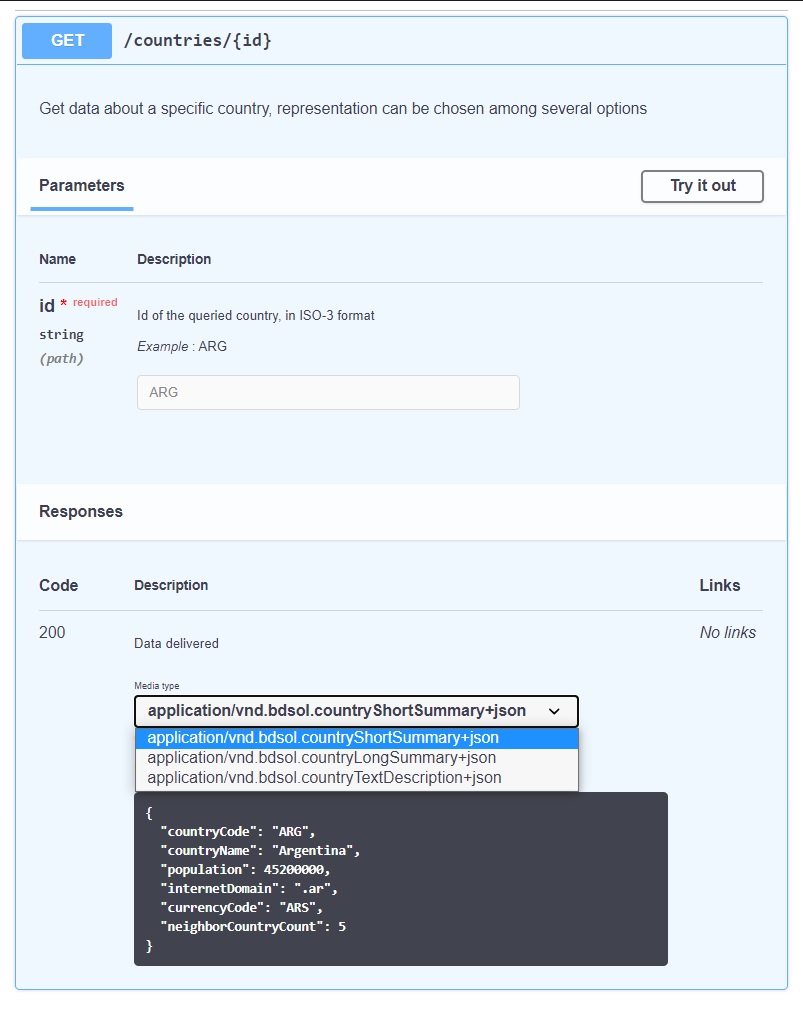 GET /countries/{id}
Get data about a specific country, representation can be chosen among several options
Parameters
Try it out
Name Description
id * required
string
(path)
Id of the queried country, in ISO-3 format
Example : ARG
ARG
Responses
Code Description Links
200
Data delivered
No links
Media type
application/vnd.bdsol.countryShortSummary+json
application/vnd.bdsol.countryShortSummary+json
application/vnd.bdsol.countryLongSummary+json
application/vnd.bdsol.countryTextDescription+json
{
  "countryCode": "ARG",
  "countryName": "Argentina",
  "population": 45200000,
  "internetDomain": ".ar",
  "currencyCode": "ARS",
  "neighborCountryCount": 5
}